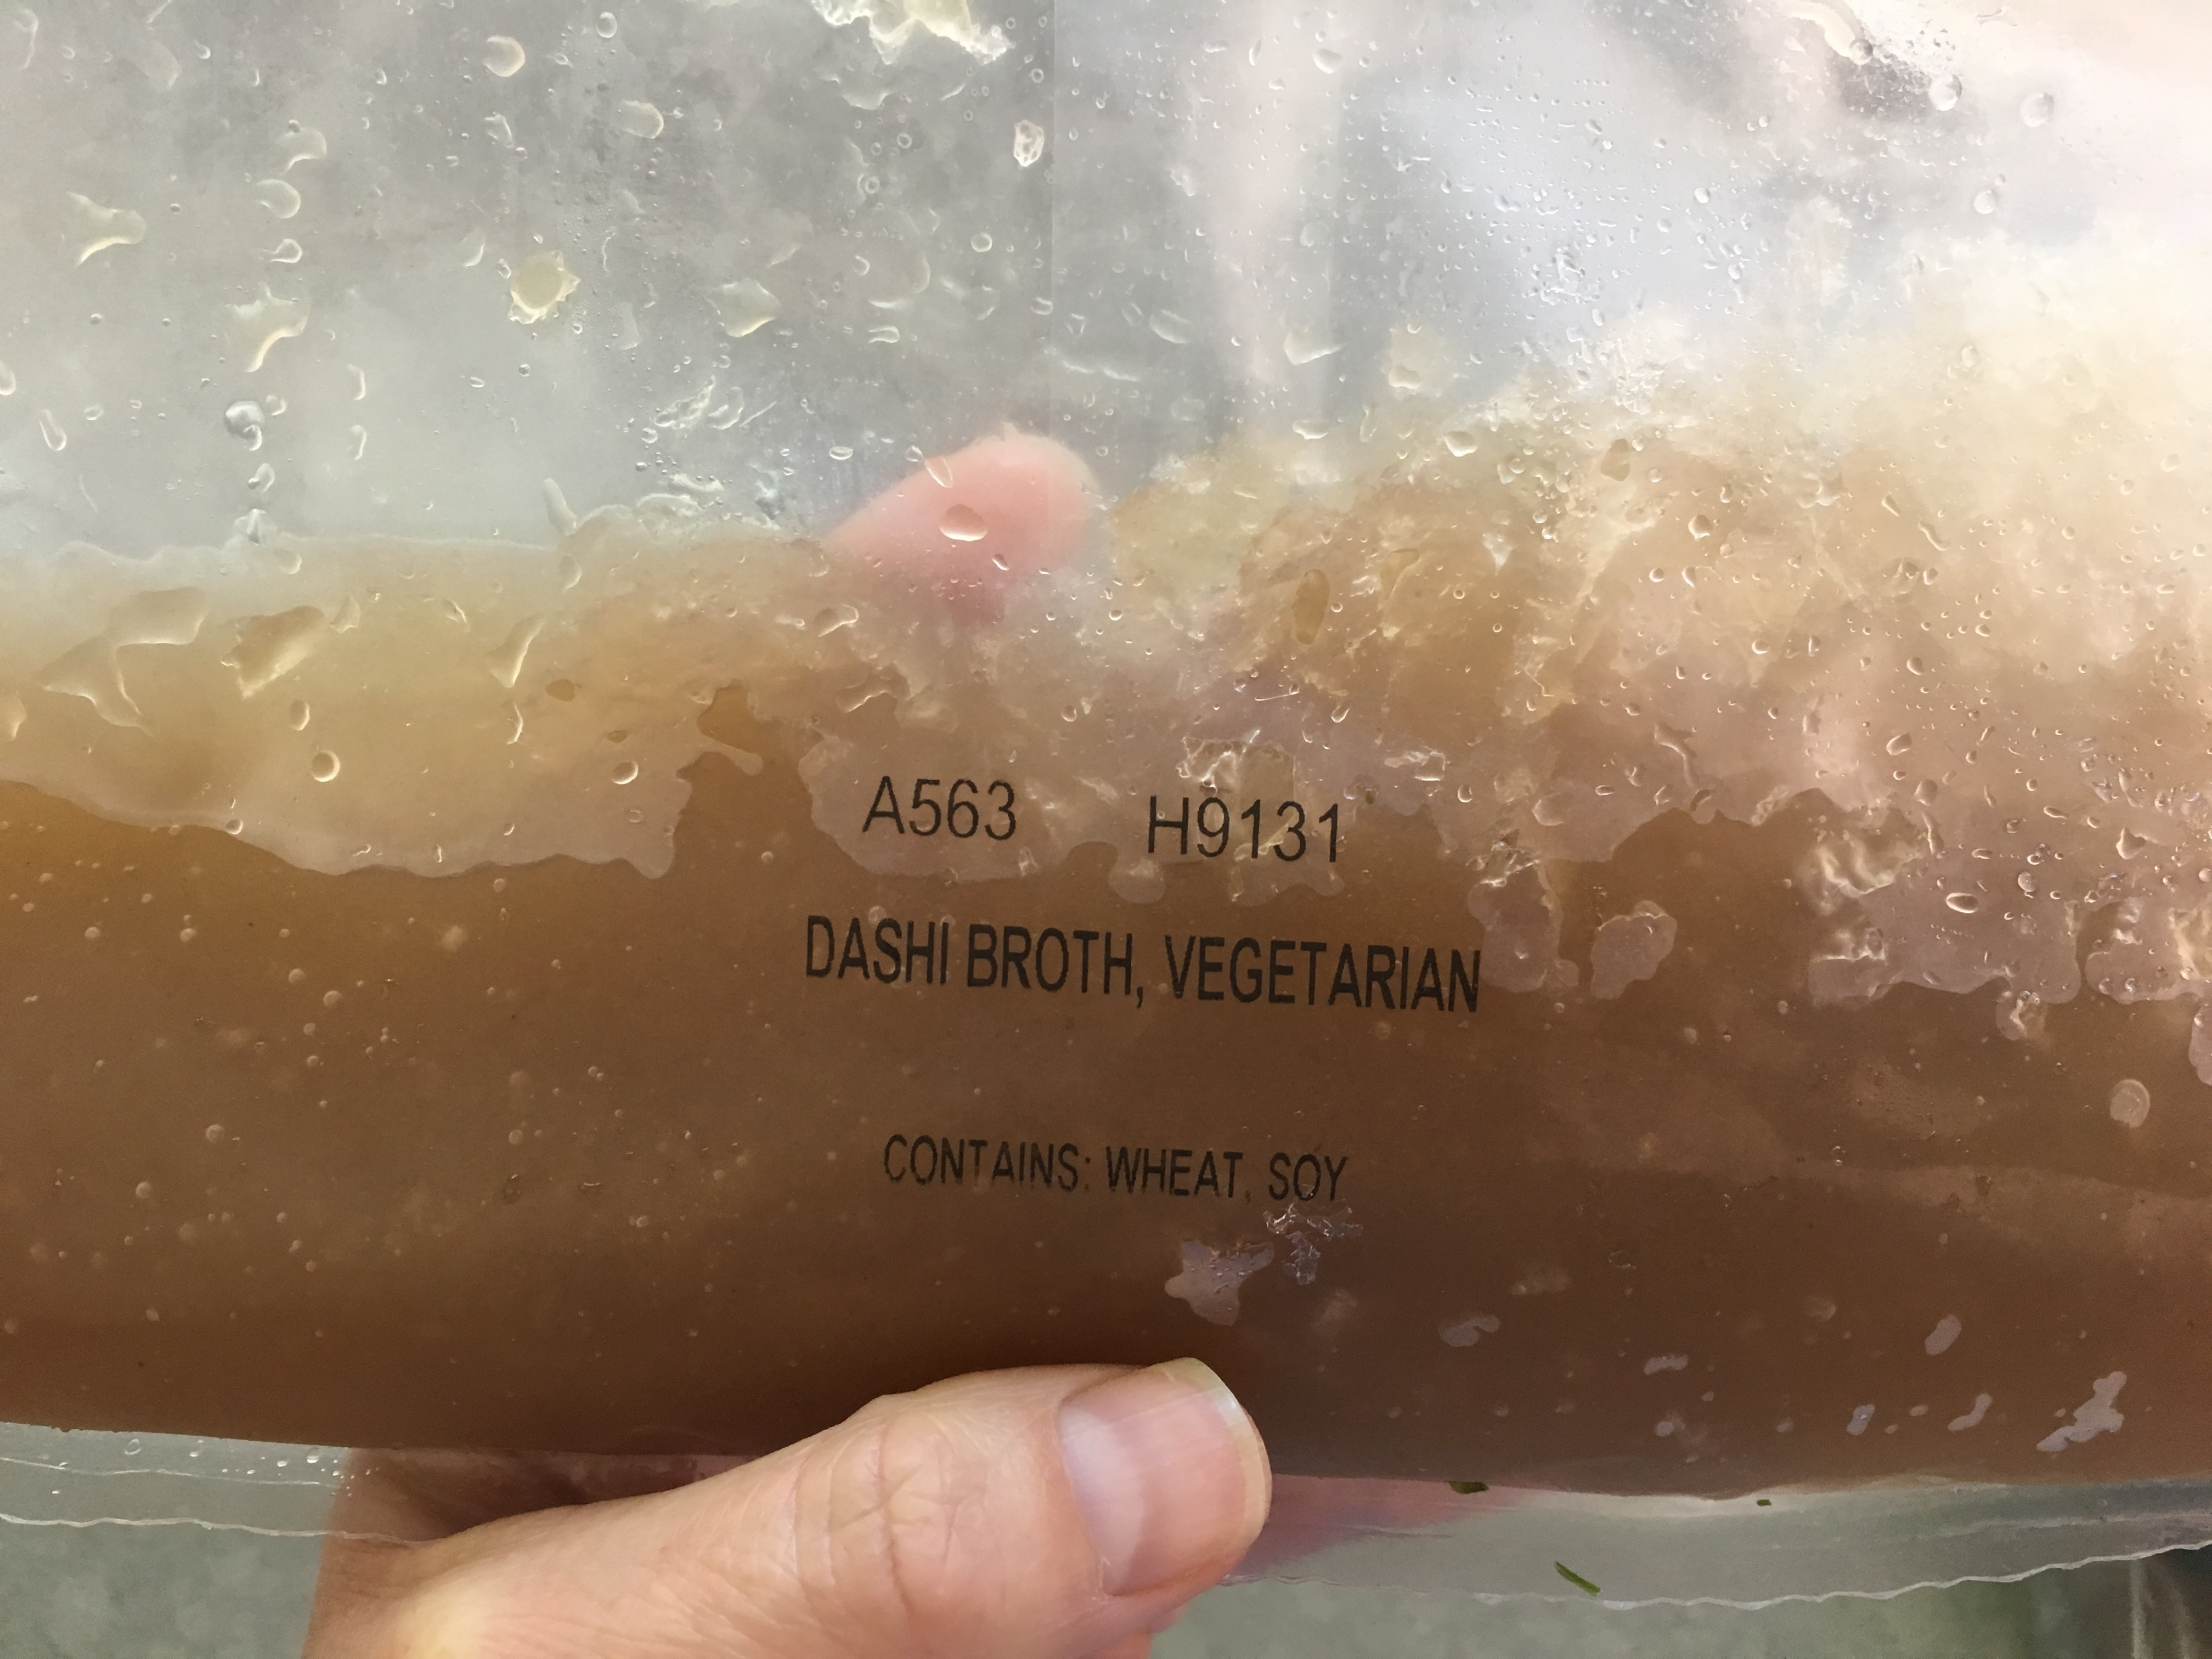 A563 H9131
DASHI BROTH, VEGETARIAN
CONTAINS: WHEAT, SOY